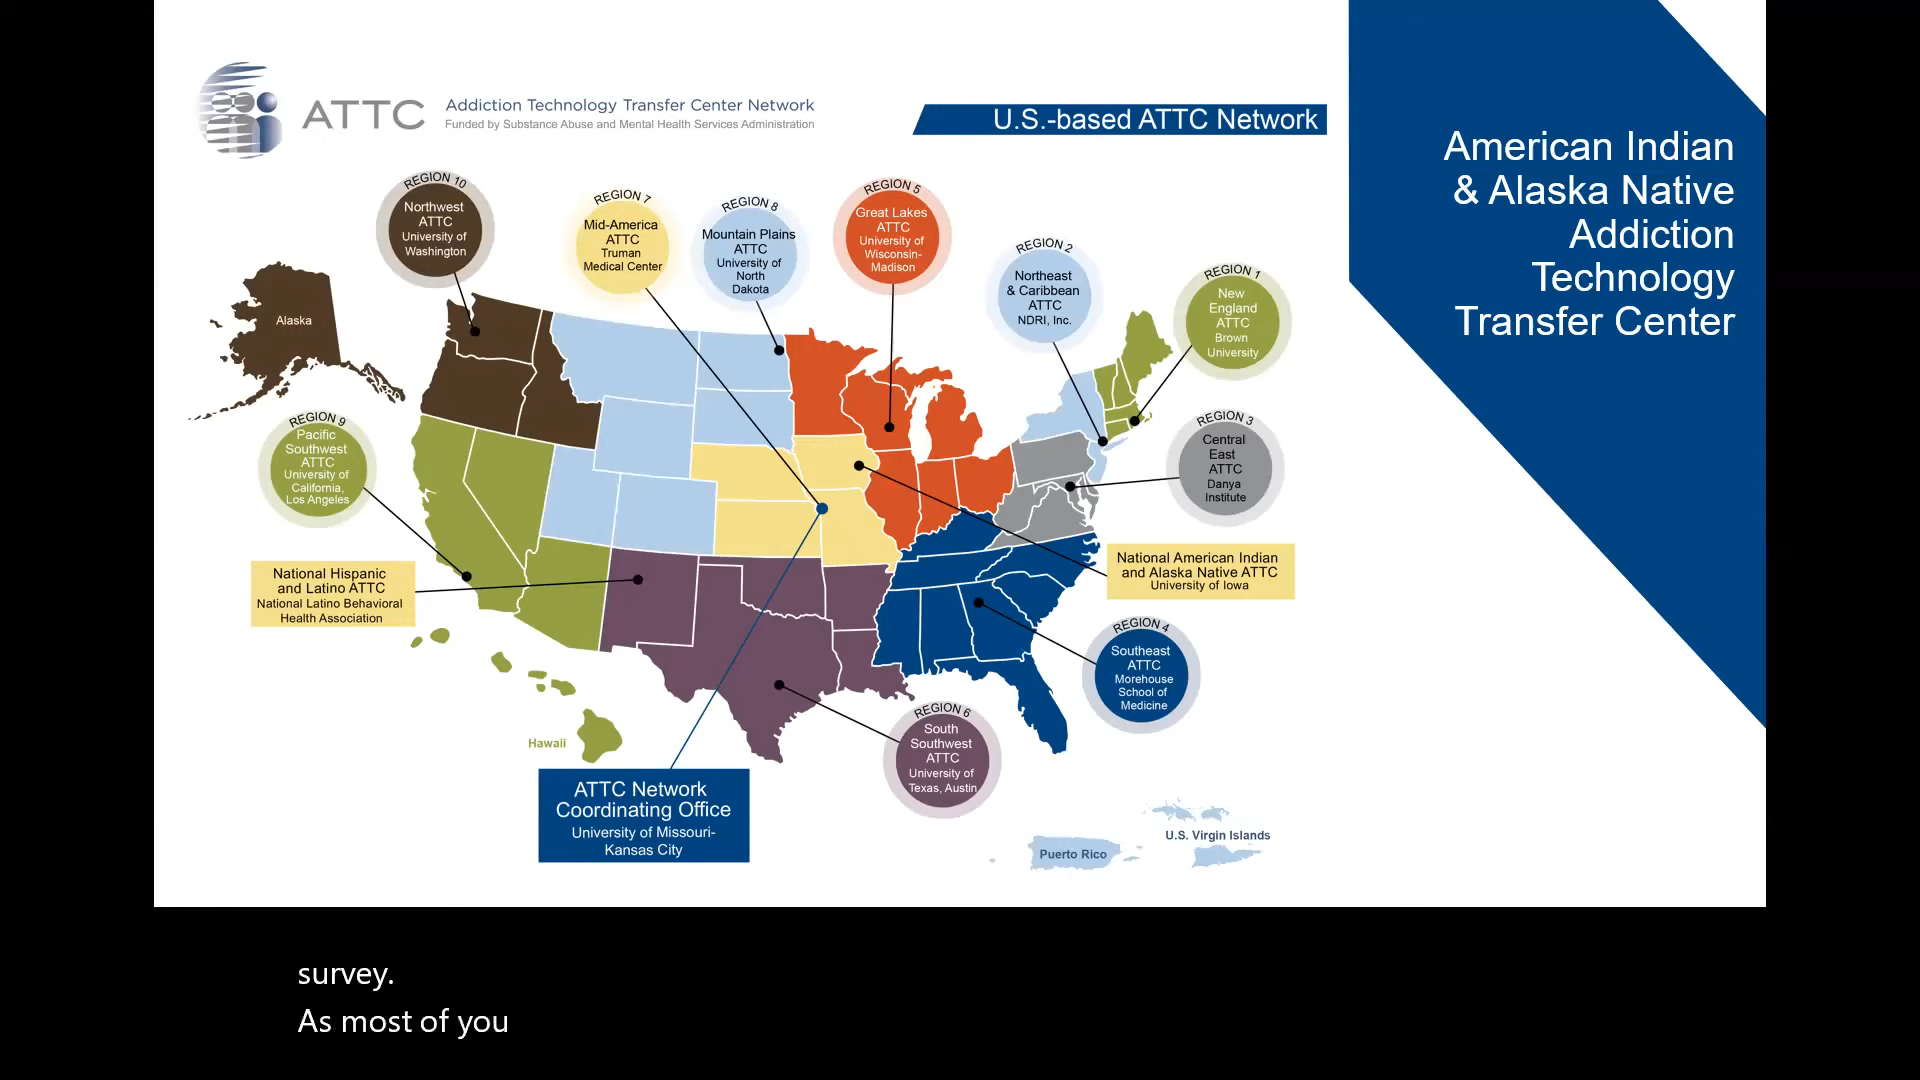 ATTC
Addiction Technology Transfer Center Network
Funded by Substance Abuse and Mental Health Services Administration
U.S.-based ATTC Network
American Indian
& Alaska Native
Addiction
Technology
Transfer Center
REGION 10
Northwest
ATTC
University of
Washington
REGION 7
Mid-America
ATTC
Truman
Medical Center
REGION 8
Mountain Plains
ATTC
University of
North
Dakota
REGION 5
Great Lakes
ATTC
University of
Wisconsin-
Madison
REGION 2
Northeast
& Caribbean
ATTC
NDRI, Inc.
REGION 1
New
England
ATTC
Brown
University
Alaska
REGION 9
Pacific
Southwest
ATTC
University of
California,
Los Angeles
REGION 3
Central
East
ATTC
Danya
Institute
National Hispanic
and Latino ATTC
National Latino Behavioral
Health Association
National American Indian
and Alaska Native ATTC
University of Iowa
REGION 4
Southeast
ATTC
Morehouse
School of
Medicine
REGION 6
South
Southwest
ATTC
University of
Texas, Austin
Hawaii
ATTC Network
Coordinating Office
University of Missouri-
Kansas City
U.S. Virgin Islands
Puerto Rico
survey.
As most of you